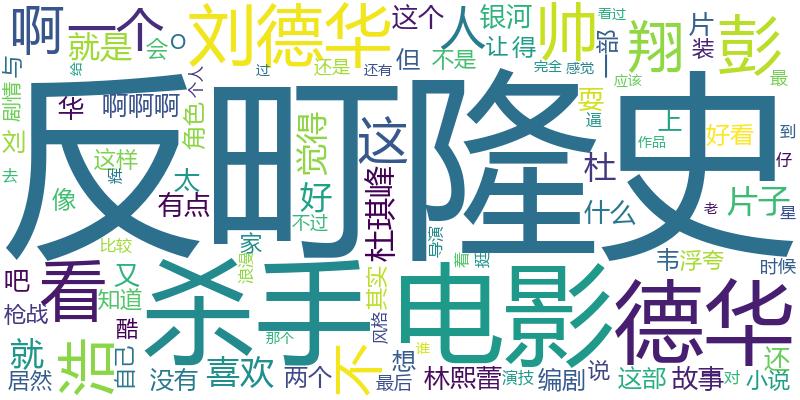 啊
一个
。
刘德华
这个
人
银河
帅
片
彭
就是
会
O
还是
但
让
得
一部
看过
翔
装
与
给
个人
过
还有
不是
完全
感觉
最
剧情
华
啊啊啊
角色
觉得
这
耍
逼
应该
刘
反町隆史
上
好看
到
作品
仔
去
这样
辉
太
好
杜琪峰
杜
像
有点
不过
什么
老
片子
星
比较
家
导演
着
挺
韦
浮夸
时候
吧
看
又
杀手
浪漫
其实
电影
德华
枪战
知道
酷
风格
就
浩
自己
那个
不
谁
想
还
居然
没有
喜欢
两个
最后
林熙蕾
演技
编剧
说
这部
故事
对
小说